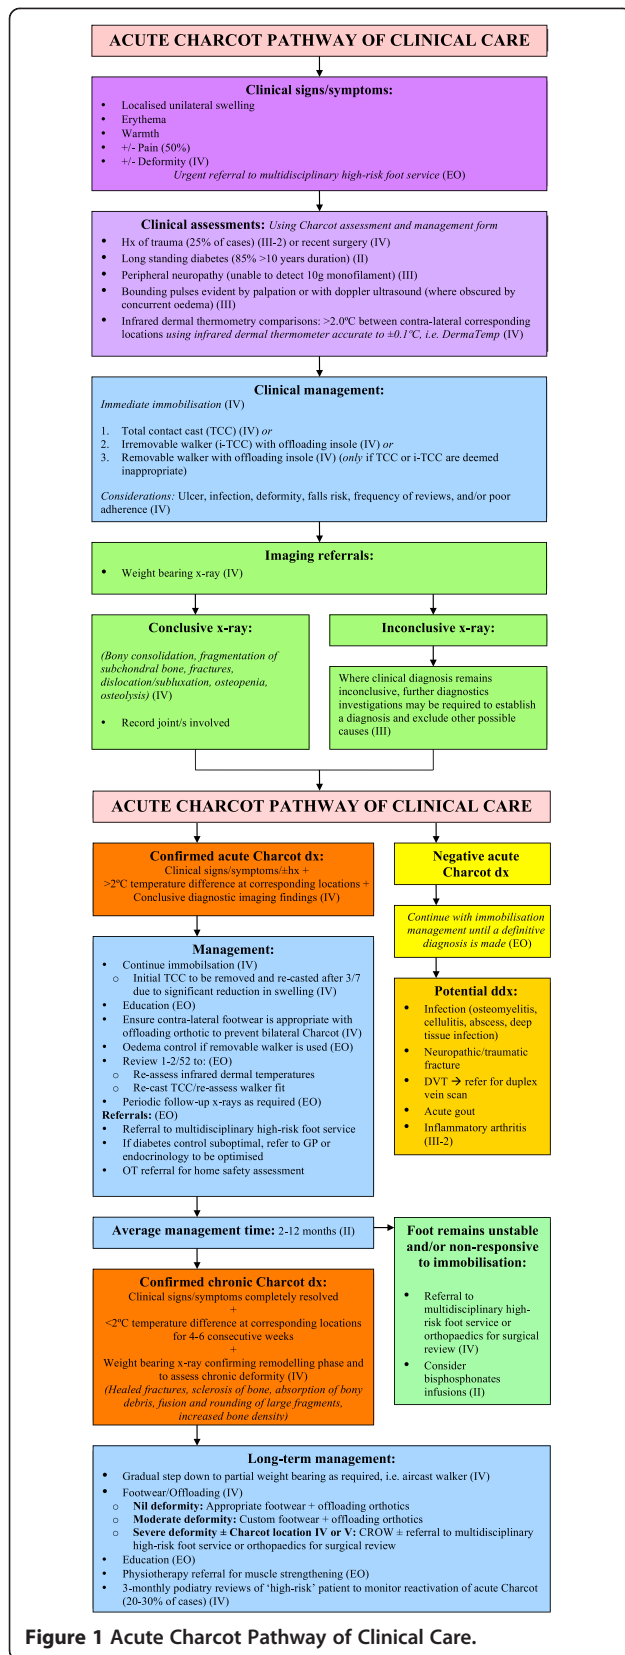 ACUTE CHARCOT PATHWAY OF CLINICAL CARE
Clinical signs/symptoms:
• Localised unilateral swelling
• Erythema
• Warmth
• +/- Pain (50%)
• +/- Deformity (IV)
Urgent referral to multidisciplinary high-risk foot service (EO)
Clinical assessments: Using Charcot assessment and management form
• Hx of trauma (25% of cases) (III-2) or recent surgery (IV)
• Long standing diabetes (85% >10 years duration) (II)
• Peripheral neuropathy (unable to detect 10g monofilament) (III)
• Bounding pulses evident by palpation or with doppler ultrasound (where obscured by
concurrent oedema) (III)
• Infrared dermal thermometry comparisons: >2.0ºC between contra-lateral corresponding
locations using infrared dermal thermometer accurate to ±0.1ºC, i.e. DermaTemp (IV)
Clinical management:
Immediate immobilisation (IV)
1. Total contact cast (TCC) (IV) or
2. Irremovable walker (i-TCC) with offloading insole (IV) or
3. Removable walker with offloading insole (IV) (only if TCC or i-TCC are deemed
inappropriate)
Considerations: Ulcer, infection, deformity, falls risk, frequency of reviews, and/or poor
adherence (IV)
Imaging referrals:
• Weight bearing x-ray (IV)
Conclusive x-ray:
(Bony consolidation, fragmentation of
subchondral bone, fractures,
dislocation/subluxation, osteopenia,
osteolysis) (IV)
• Record joint/s involved
Inconclusive x-ray:
Where clinical diagnosis remains
inconclusive, further diagnostics
investigations may be required to establish
a diagnosis and exclude other possible
causes (III)
ACUTE CHARCOT PATHWAY OF CLINICAL CARE
Confirmed acute Charcot dx:
Clinical signs/symptoms/±hx +
>2ºC temperature difference at corresponding locations +
Conclusive diagnostic imaging findings (IV)
Negative acute
Charcot dx
Continue with immobilisation
management until a definitive
diagnosis is made (EO)
Management:
• Continue immobilsation (IV)
o Initial TCC to be removed and re-casted after 3/7
due to significant reduction in swelling (IV)
• Education (EO)
• Ensure contra-lateral footwear is appropriate with
offloading orthotic to prevent bilateral Charcot (IV)
• Oedema control if removable walker is used (EO)
• Review 1-2/52 to: (EO)
o Re-assess infrared dermal temperatures
o Re-cast TCC/re-assess walker fit
• Periodic follow-up x-rays as required (EO)
Referrals: (EO)
• Referral to multidisciplinary high-risk foot service
• If diabetes control suboptimal, refer to GP or
endocrinology to be optimised
• OT referral for home safety assessment
Potential ddx:
• Infection (osteomyelitis,
cellulitis, abscess, deep
tissue infection)
• Neuropathic/traumatic
fracture
• DVT → refer for duplex
vein scan
• Acute gout
• Inflammatory arthritis
(III-2)
Average management time: 2-12 months (II)
Foot remains unstable
and/or non-responsive
to immobilisation:
• Referral to
multidisciplinary high-
risk foot service or
orthopaedics for surgical
review (IV)
• Consider
bisphosphonates
infusions (II)
Confirmed chronic Charcot dx:
Clinical signs/symptoms completely resolved
+
<2ºC temperature difference at corresponding locations
for 4-6 consecutive weeks
+
Weight bearing x-ray confirming remodelling phase and
to assess chronic deformity (IV)
(Healed fractures, sclerosis of bone, absorption of bony
debris, fusion and rounding of large fragments,
increased bone density)
Long-term management:
• Gradual step down to partial weight bearing as required, i.e. aircast walker (IV)
• Footwear/Offloading (IV)
o Nil deformity: Appropriate footwear + offloading orthotics
o Moderate deformity: Custom footwear + offloading orthotics
o Severe deformity ± Charcot location IV or V: CROW ± referral to multidisciplinary
high-risk foot service or orthopaedics for surgical review
• Education (EO)
• Physiotherapy referral for muscle strengthening (EO)
• 3-monthly podiatry reviews of ‘high-risk’ patient to monitor reactivation of acute Charcot
(20-30% of cases) (IV)
Figure 1 Acute Charcot Pathway of Clinical Care.